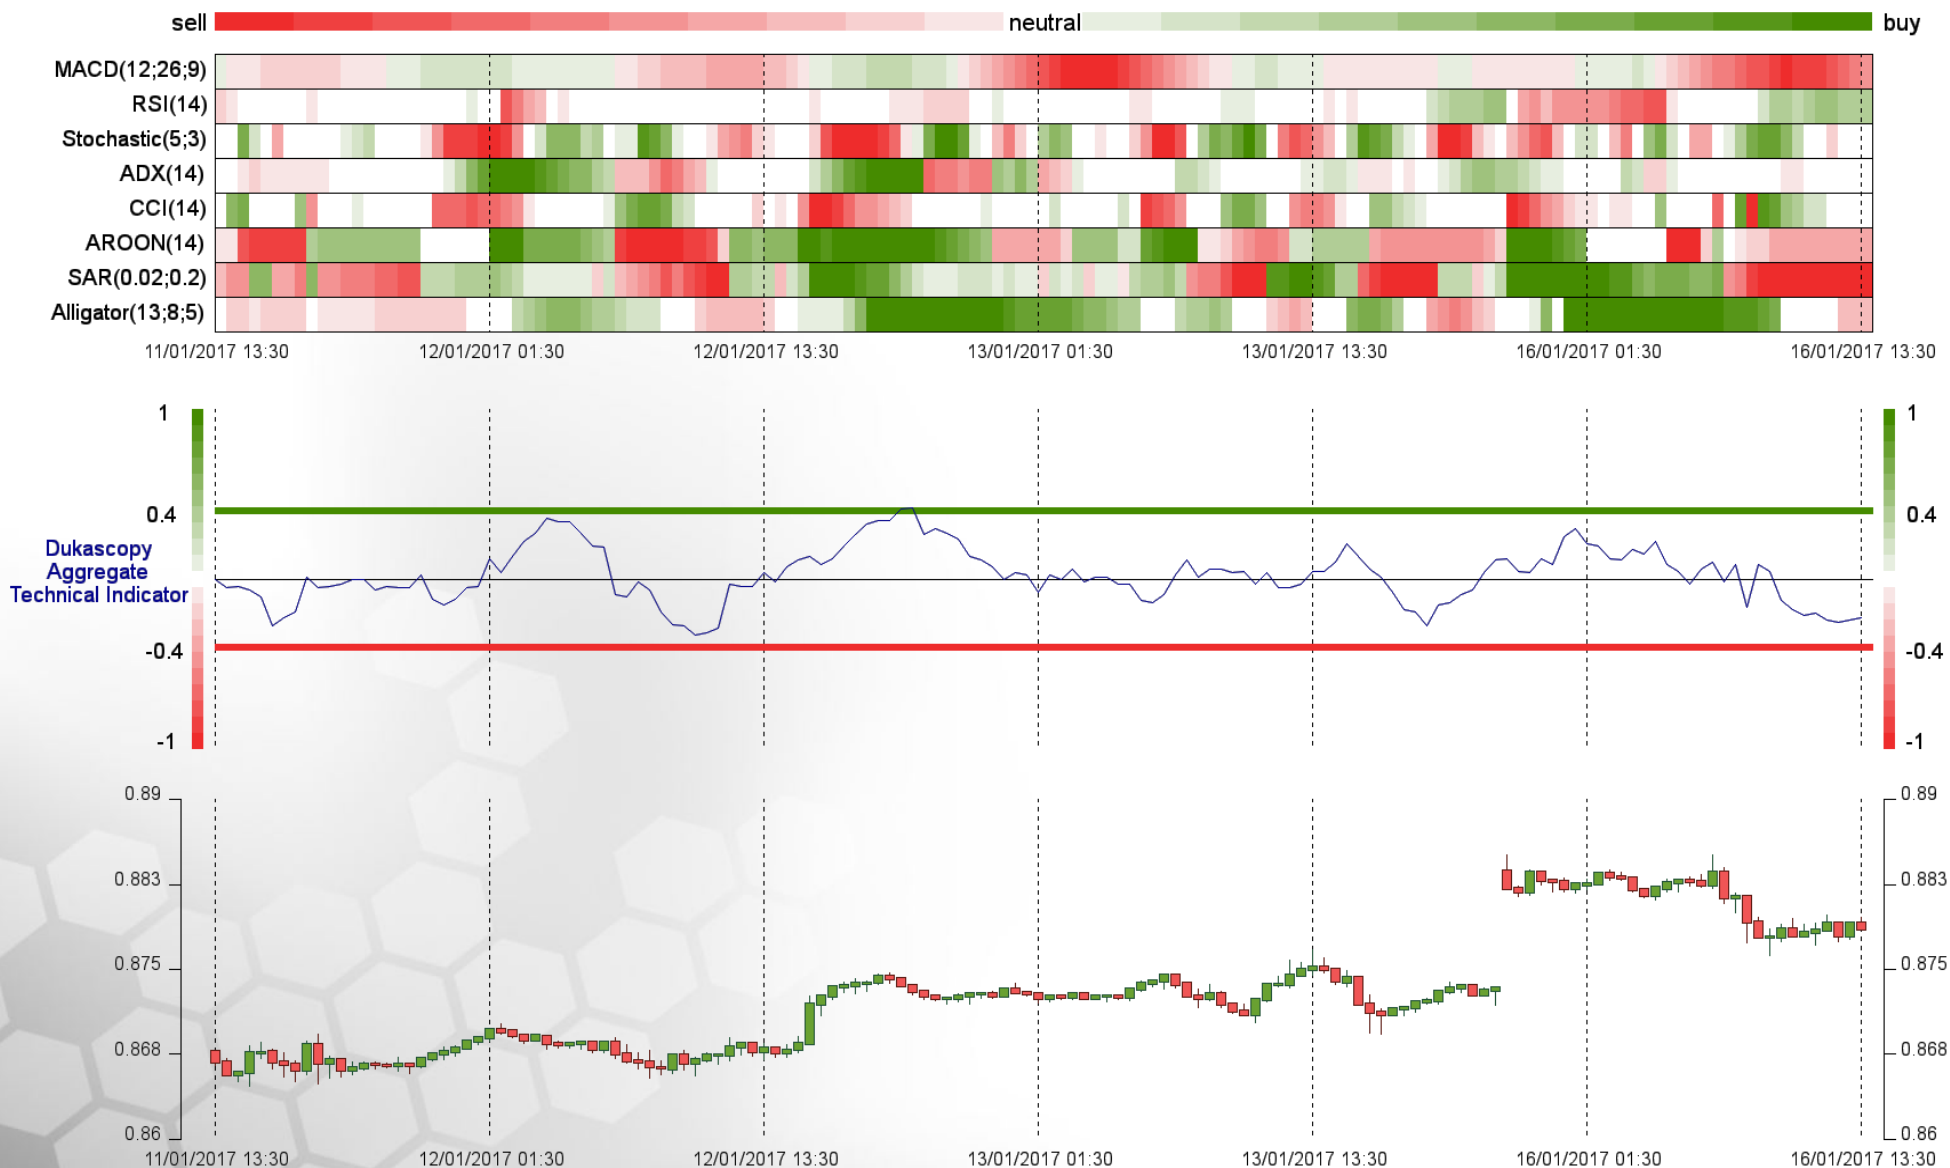 sell neutral buy
MACD(12;26;9)
RSI(14)
Stochastic(5;3)
ADX(14)
CCI(14)
AROON(14)
SAR(0.02;0.2)
Alligator(13;8;5)
11/01/2017 13:30 12/01/2017 01:30 12/01/2017 13:30 13/01/2017 01:30 13/01/2017 13:30 16/01/2017 01:30 16/01/2017 13:30
1 1
0.4 0.4
Dukascopy
Aggregate
Technical Indicator
-0.4 -0.4
-1 -1
0.89 0.89
0.883 0.883
0.875 0.875
0.868 0.868
0.86 0.86
11/01/2017 13:30 12/01/2017 01:30 12/01/2017 13:30 13/01/2017 01:30 13/01/2017 13:30 16/01/2017 01:30 16/01/2017 13:30